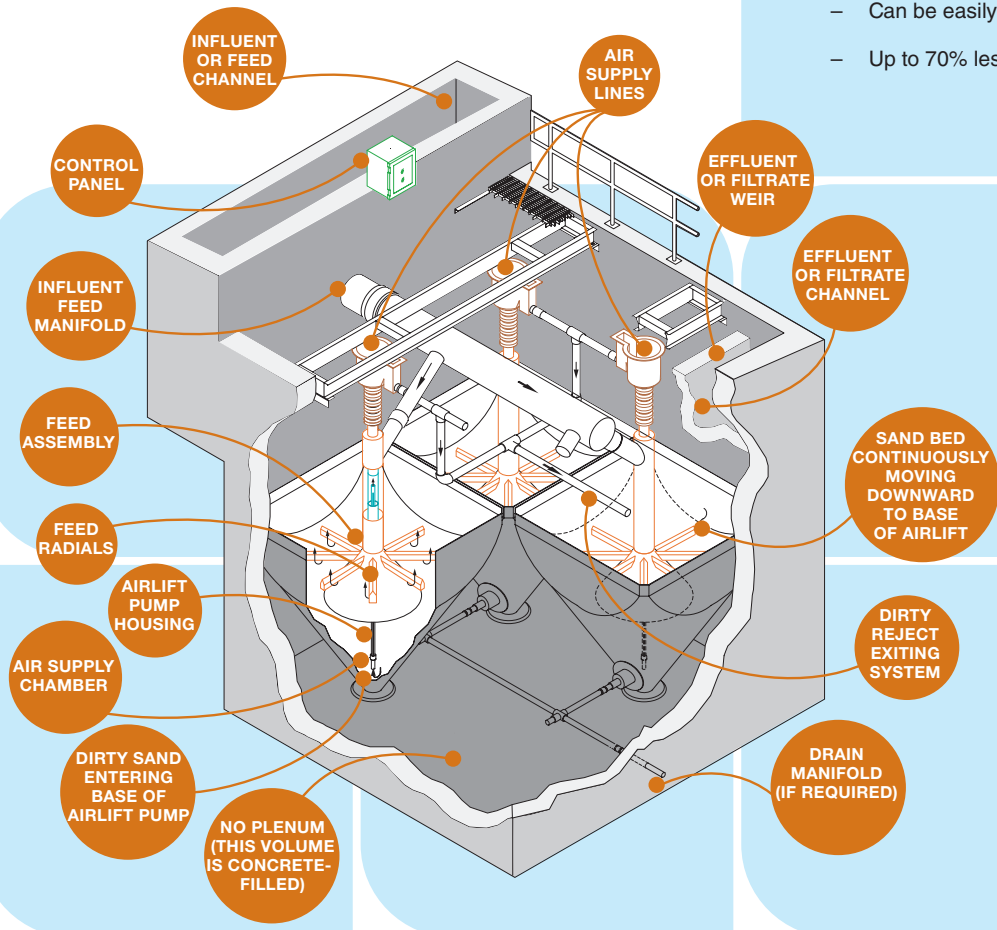 – Can be easily
– Up to 70% les
INFLUENT
OR FEED
CHANNEL
AIR
SUPPLY
LINES
CONTROL
PANEL
EFFLUENT
OR FILTRATE
WEIR
EFFLUENT
OR FILTRATE
CHANNEL
INFLUENT
FEED
MANIFOLD
FEED
ASSEMBLY
SAND BED
CONTINUOUSLY
MOVING
DOWNWARD
TO BASE
OF AIRLIFT
FEED
RADIALS
AIRLIFT
PUMP
HOUSING
DIRTY
REJECT
EXITING
SYSTEM
AIR SUPPLY
CHAMBER
DIRTY SAND
ENTERING
BASE OF
AIRLIFT PUMP
DRAIN
MANIFOLD
(IF REQUIRED)
NO PLENUM
(THIS VOLUME
IS CONCRETE-
FILLED)